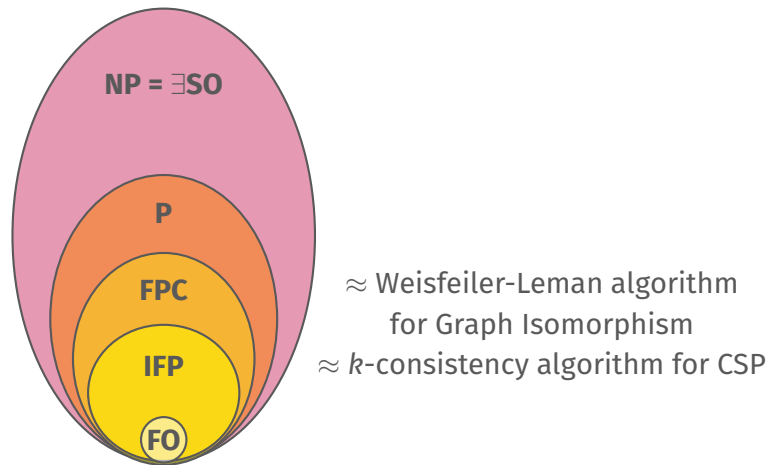 NP = ∃SO
P
FPC
≈ Weisfeiler-Leman algorithm
for Graph Isomorphism
IFP
≈ k-consistency algorithm for CSP
FO